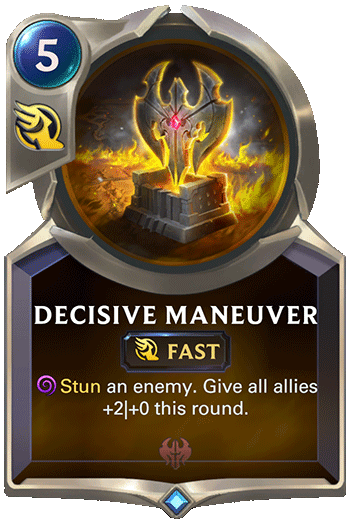 5
DECISIVE MANEUVER
FAST
Stun an enemy. Give all allies
+2|+0 this round.